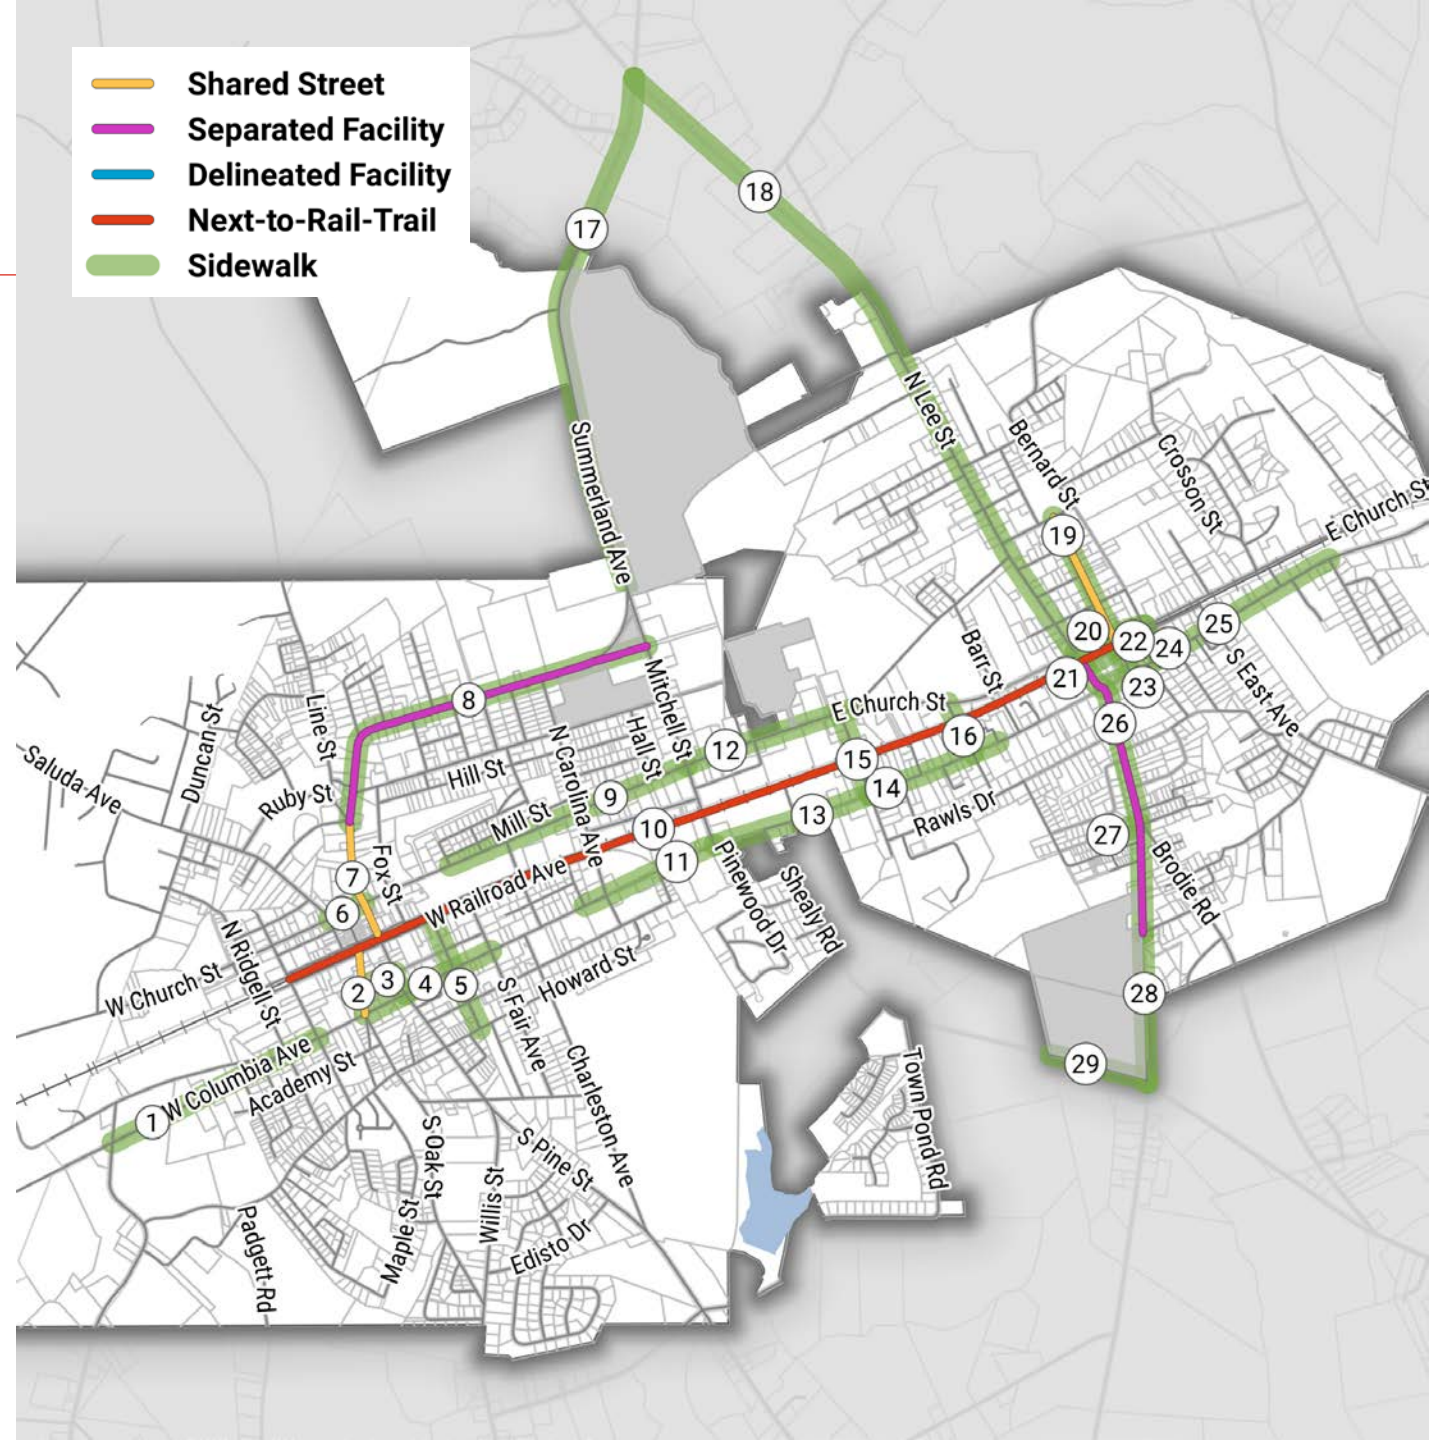 Shared Street
Separated Facility
Delineated Facility
Next-to-Rail-Trail
Sidewalk
18
17
N Lee St
Bernard St
Crosson St
E Church St
Summerland Ave
19
20
22
24
25
21
23
S East Ave
Barr St
26
8
Mitchell St
E Church St
Line St
Duncan St
Hall St
N Carolina Ave
12
16
15
Saluda Ave
Hill St
Ruby St
9
14
Mill St
13
Rawls Dr
10
27
Fox St
11
7
Pinewood Dr
Shealy Rd
Brodie Rd
W Railroad Ave
6
N Ridgell St
W Church St
2
3
4
5
Howard St
28
S Fair Ave
29
W Columbia Ave
Academy St
1
Charleston Ave
Town Pond Rd
S Oak St
S Pine St
Willis St
Maple St
Padgett Rd
Edisto Dr